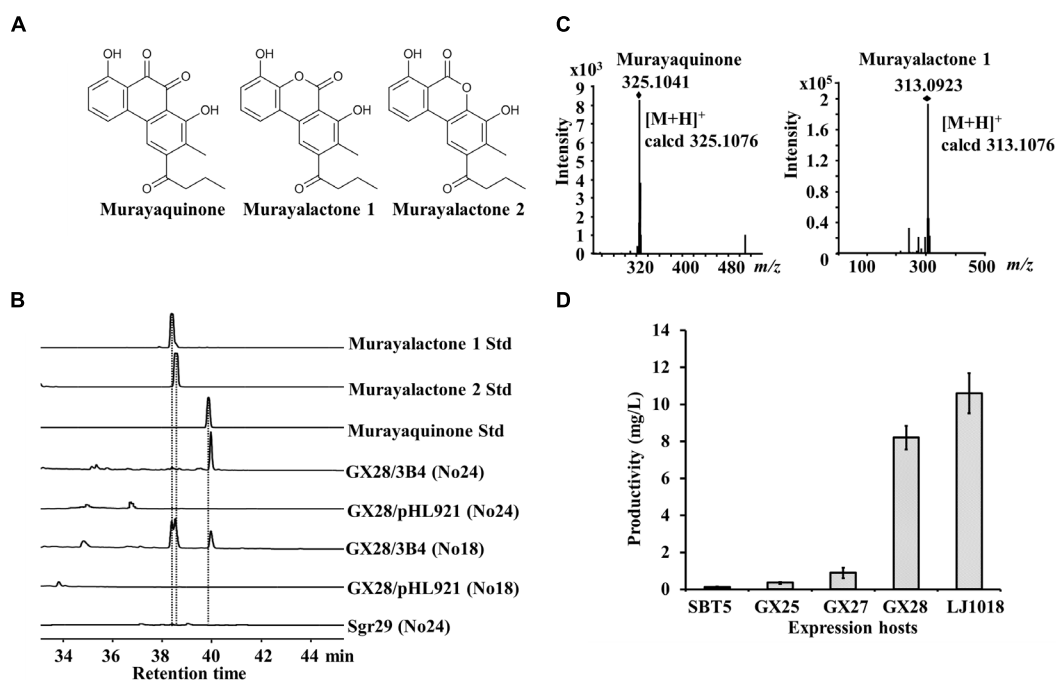 A
OH
O
O
OH
O
Murayaquinone
OH
O
O
OH
O
Murayalactone 1
OH
O
O
OH
O
Murayalactone 2
B
Murayalactone 1 Std
Murayalactone 2 Std
Murayaquinone Std
GX28/3B4 (No24)
GX28/pHL921 (No24)
GX28/3B4 (No18)
GX28/pHL921 (No18)
Sgr29 (No24)
34 36 38 40 42 44 min
Retention time
C
Murayaquinone
325.1041
x10³
[M+H]⁺
calcd 325.1076
Intensity
9
8
7
6
5
4
3
2
1
0
320 400 480 m/z
Murayalactone 1
313.0923
x10⁵
[M+H]⁺
calcd 313.1076
Intensity
2
1.6
1.2
0.8
0.4
0
100 300 500 m/z
D
Productivity (mg/L)
14
12
10
8
6
4
2
0
SBT5 GX25 GX27 GX28 LJ1018
Expression hosts